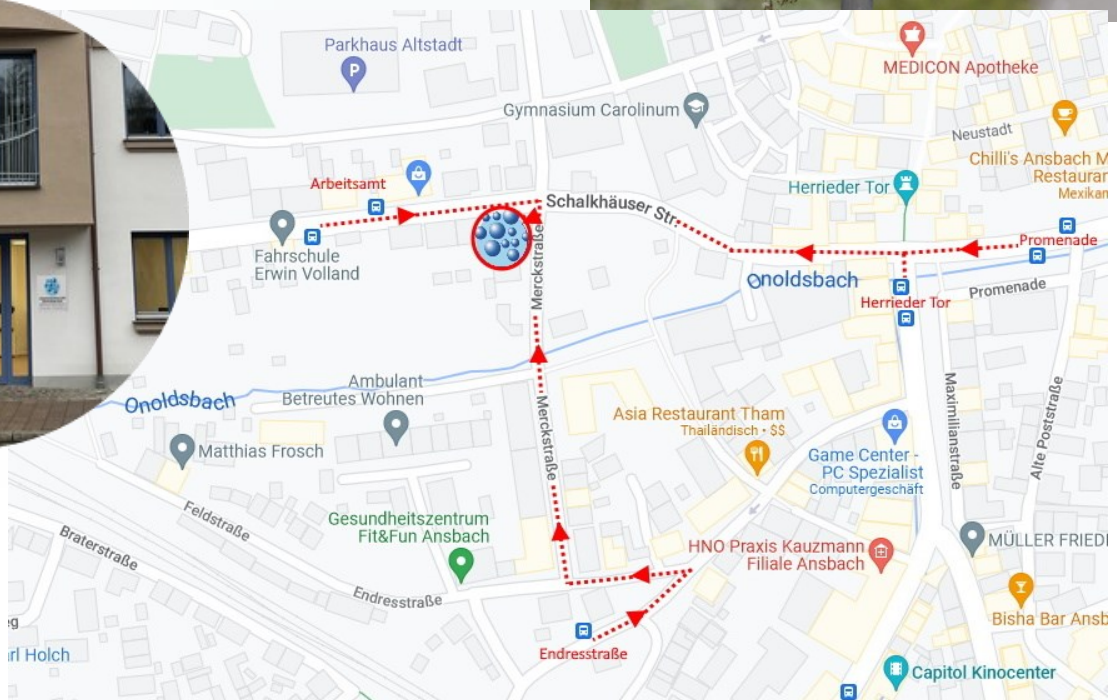 Parkhaus Altstadt
P
MEDICON Apotheke
Gymnasium Carolinum
Neustadt
Chilli's Ansbach M
Restauran
Mexikan
Arbeitsamt
Herrieder Tor
Schalkhäuser Str.
Promenade
Fahrschule
Erwin Volland
Merckstraße
Onoldsbach
Promenade
Herrieder Tor
Ambulant
Betreutes Wohnen
Onoldsbach
Merckstraße
Maximilianstraße
Alte Poststraße
Asia Restaurant Tham
Thailändisch • $$
Matthias Frosch
Game Center -
PC Spezialist
Computergeschäft
Feldstraße
Gesundheitszentrum
Fit&Fun Ansbach
Braterstraße
HNO Praxis Kauzmann
Filiale Ansbach
MÜLLER FRIEDI
Endresstraße
Bisha Bar Ansb
eg
Endresstraße
arl Holch
Capitol Kinocenter